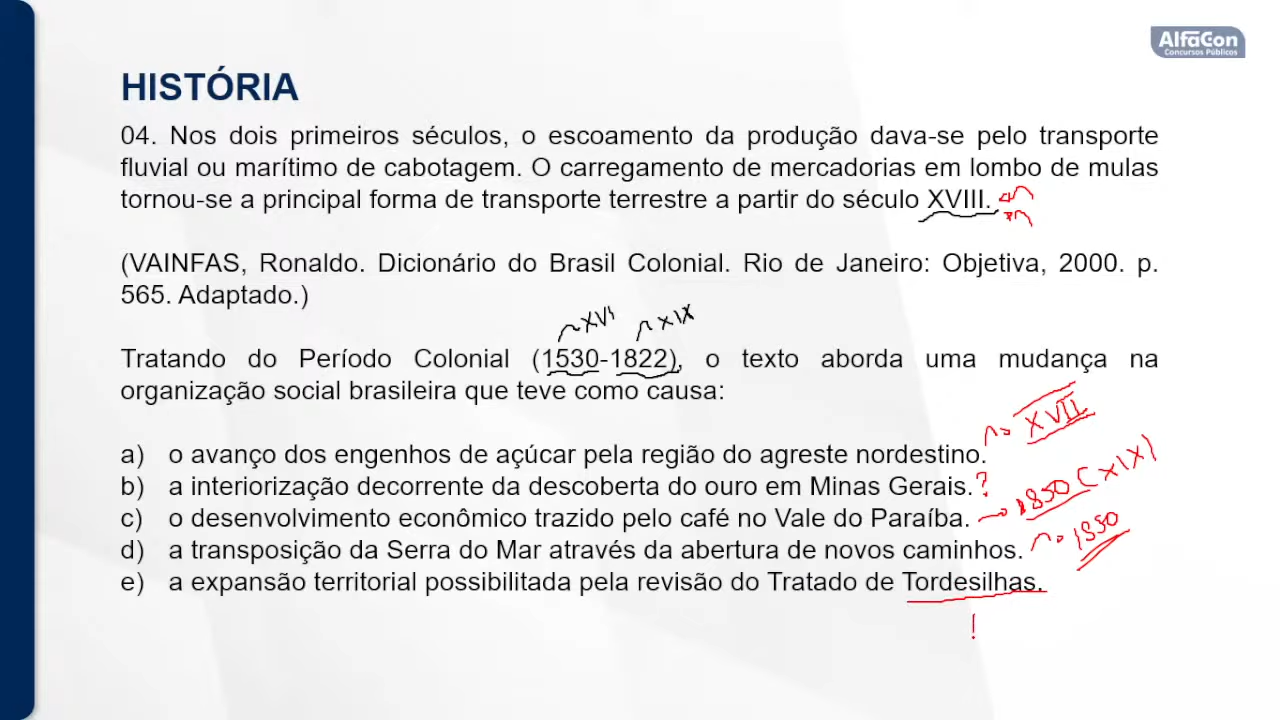 AlfaCon
Concursos Públicos
HISTÓRIA
04. Nos dois primeiros séculos, o escoamento da produção dava-se pelo transporte
fluvial ou marítimo de cabotagem. O carregamento de mercadorias em lombo de mulas
tornou-se a principal forma de transporte terrestre a partir do século XVIII.
(VAINFAS, Ronaldo. Dicionário do Brasil Colonial. Rio de Janeiro: Objetiva, 2000. p.
565. Adaptado.)
XVI XIX
Tratando do Período Colonial (1530-1822), o texto aborda uma mudança na
organização social brasileira que teve como causa:
XVII
a) o avanço dos engenhos de açúcar pela região do agreste nordestino.
b) a interiorização decorrente da descoberta do ouro em Minas Gerais. ?
c) o desenvolvimento econômico trazido pelo café no Vale do Paraíba. 1850 (XIX)
d) a transposição da Serra do Mar através da abertura de novos caminhos.
e) a expansão territorial possibilitada pela revisão do Tratado de Tordesilhas.
!